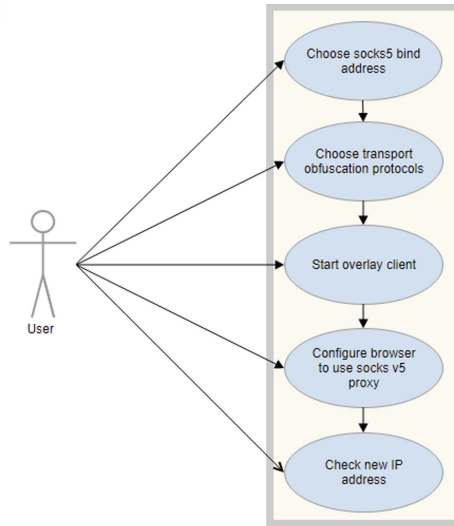 Choose socks5 bind
address
Choose transport
obfuscation protocols
Start overlay client
User
Configure browser
to use socks v5
proxy
Check new IP
address